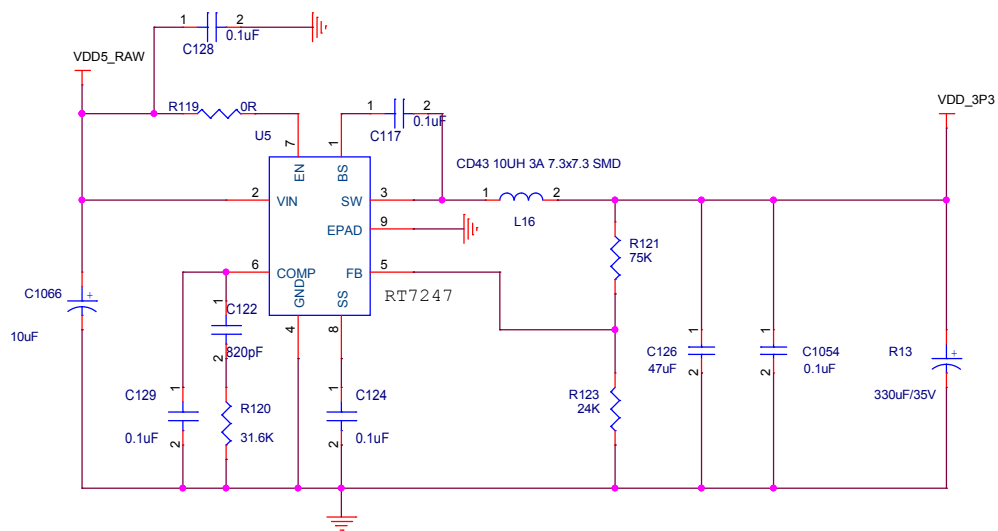 1
2
C128
0.1uF
VDD5_RAW
R119
0R
U5
7
1
1
2
C117
0.1uF
VDD_3P3
EN
BS
CD43 10UH 3A 7.3x7.3 SMD
2
VIN
SW
3
1
2
L16
EPAD
9
R121
75K
6
COMP
FB
5
GND
SS
RT7247
C1066
+
10uF
1
C122
820pF
2
4
8
1
C126
47uF
2
1
C1054
0.1uF
2
R13
+
330uF/35V
R123
24K
1
C129
0.1uF
2
R120
31.6K
1
C124
0.1uF
2